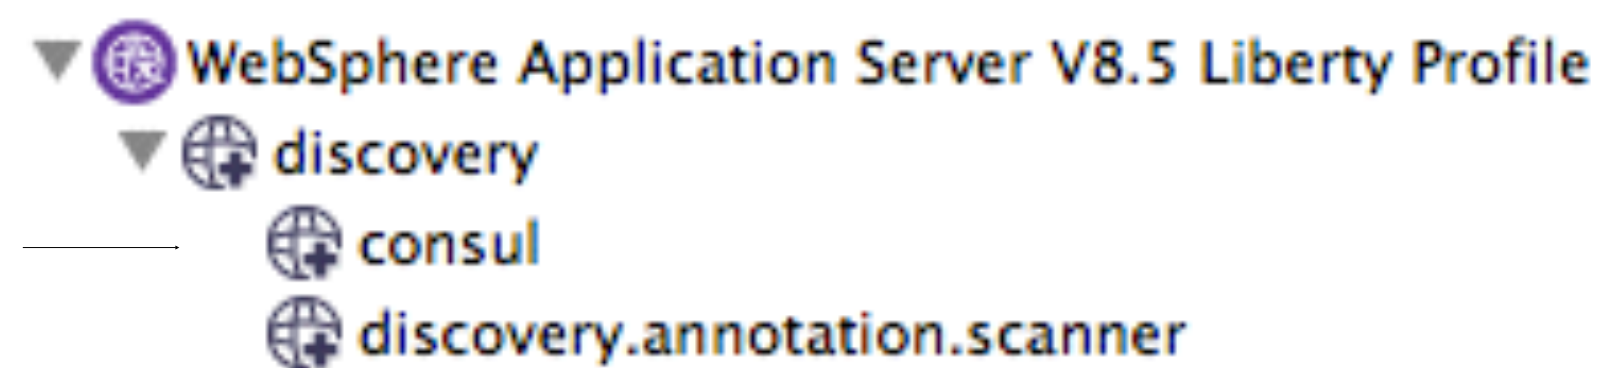 WebSphere Application Server V8.5 Liberty Profile
discovery
consul
discovery.annotation.scanner